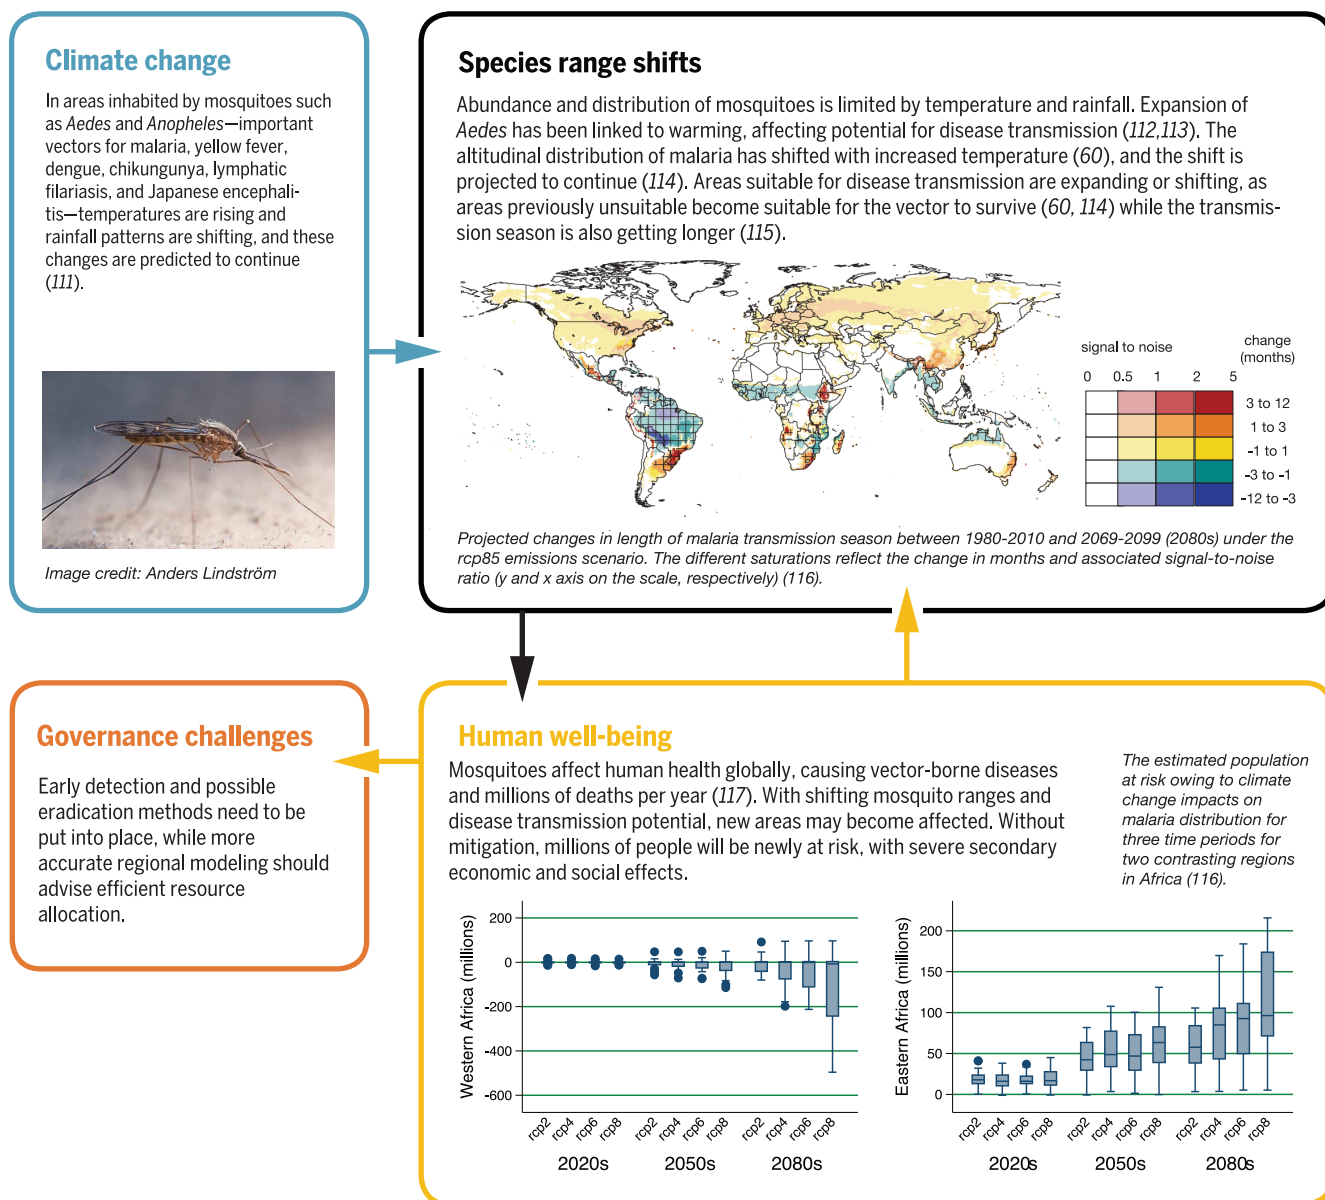 Climate change
In areas inhabited by mosquitoes such
as Aedes and Anopheles—important
vectors for malaria, yellow fever,
dengue, chikungunya, lymphatic
filariasis, and Japanese encephali-
tis—temperatures are rising and
rainfall patterns are shifting, and these
changes are predicted to continue
(111).
Image credit: Anders Lindström
Species range shifts
Abundance and distribution of mosquitoes is limited by temperature and rainfall. Expansion of
Aedes has been linked to warming, affecting potential for disease transmission (112,113). The
altitudinal distribution of malaria has shifted with increased temperature (60), and the shift is
projected to continue (114). Areas suitable for disease transmission are expanding or shifting, as
areas previously unsuitable become suitable for the vector to survive (60, 114) while the transmis-
sion season is also getting longer (115).
signal to noise
change
(months)
0 0.5 1 2 5
3 to 12
1 to 3
-1 to 1
-3 to -1
-12 to -3
Projected changes in length of malaria transmission season between 1980-2010 and 2069-2099 (2080s) under the
rcp85 emissions scenario. The different saturations reflect the change in months and associated signal-to-noise
ratio (y and x axis on the scale, respectively) (116).
Governance challenges
Early detection and possible
eradication methods need to be
put into place, while more
accurate regional modeling should
advise efficient resource
allocation.
Human well-being
Mosquitoes affect human health globally, causing vector-borne diseases
and millions of deaths per year (117). With shifting mosquito ranges and
disease transmission potential, new areas may become affected. Without
mitigation, millions of people will be newly at risk, with severe secondary
economic and social effects.
The estimated population
at risk owing to climate
change impacts on
malaria distribution for
three time periods for
two contrasting regions
in Africa (116).
Western Africa (millions)
200
0
-200
-400
-600
rcp2 rcp4 rcp6 rcp8 rcp2 rcp4 rcp6 rcp8 rcp2 rcp4 rcp6 rcp8
2020s 2050s 2080s
Eastern Africa (millions)
200
150
100
50
0
rcp2 rcp4 rcp6 rcp8 rcp2 rcp4 rcp6 rcp8 rcp2 rcp4 rcp6 rcp8
2020s 2050s 2080s